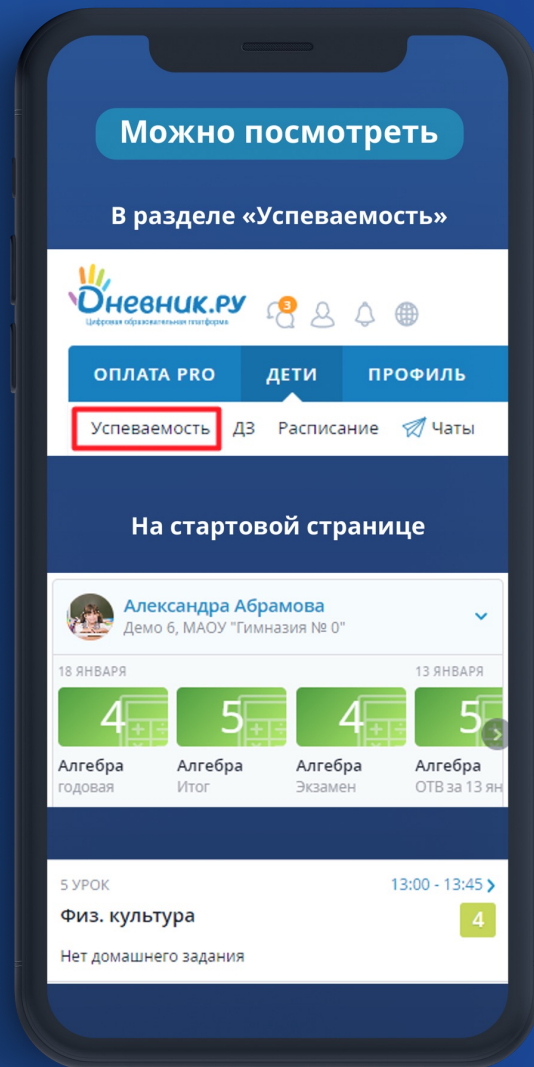 Можно посмотреть
В разделе «Успеваемость»
Дневник.ру
Цифровая образовательная платформа
3
ОПЛАТА PRO ДЕТИ ПРОФИЛЬ
Успеваемость ДЗ Расписание Чаты
На стартовой странице
Александра Абрамова
Демо 6, МАОУ "Гимназия № 0"
18 ЯНВАРЯ 13 ЯНВАРЯ
4 5 4 5
Алгебра Алгебра Алгебра Алгебра
годовая Итог Экзамен ОТВ за 13 ян
5 УРОК 13:00 - 13:45
Физ. культура 4
Нет домашнего задания